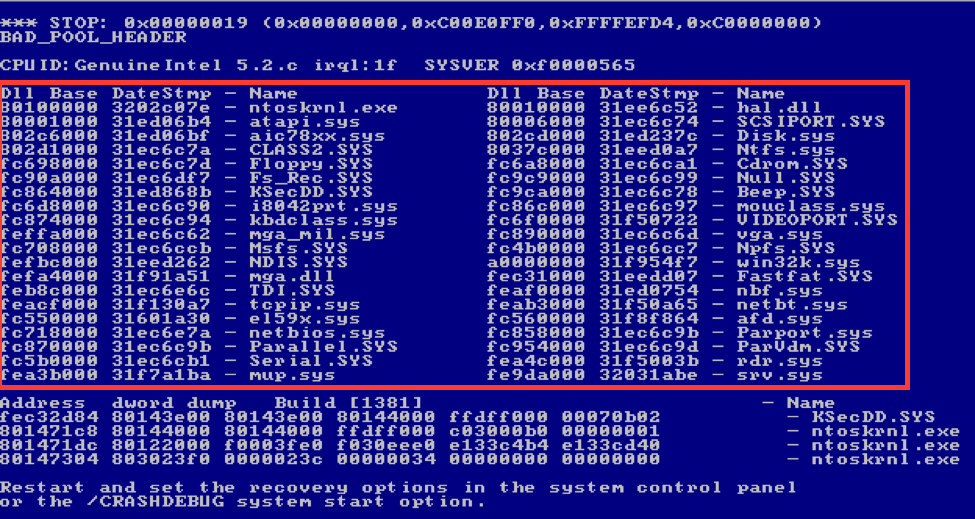 *** STOP: 0x00000019 (0x00000000,0xC00E0FF0,0xFFFFEFD4,0xC0000000)
BAD_POOL_HEADER
CPUID:GenuineIntel 5.2.c irql:1f SYSVER 0xf0000565
Dll Base DateStmp - Name Dll Base DateStmp - Name
80100000 3202c07e - ntoskrnl.exe 80010000 31ee6c52 - hal.dll
80001000 31ed06b4 - atapi.sys 80006000 31ec6c74 - SCSIPORT.SYS
802c6000 31ed06bf - aic78xx.sys 802cd000 31ed237c - Disk.sys
802d1000 31ec6c7a - CLASS2.SYS 8037c000 31eed0a7 - Ntfs.sys
fc698000 31ec6c7d - Floppy.SYS fc6a8000 31ec6ca1 - Cdrom.SYS
fc90a000 31ec6df7 - Fs_Rec.SYS fc9c9000 31ec6c99 - Null.SYS
fc864000 31ed868b - KSecDD.SYS fc9ca000 31ec6c78 - Beep.SYS
fc6d8000 31ec6c90 - i8042prt.sys fc86c000 31ec6c97 - mouclass.sys
fc874000 31ec6c94 - kbdclass.sys fc6f0000 31f50722 - VIDEOPORT.SYS
feffa000 31ec6c62 - mga_mil.sys fc890000 31ec6c6d - vga.sys
fc708000 31ec6ccb - Msfs.SYS fc4b0000 31ec6cc7 - Npfs.SYS
fefbc000 31eed262 - NDIS.SYS a0000000 31f954f7 - win32k.sys
fefa4000 31f91a51 - mga.dll fec31000 31eedd07 - Fastfat.SYS
feb8c000 31ec6e6c - TDI.SYS feaf0000 31ed0754 - nbf.sys
feacf000 31f130a7 - tcpip.sys feab3000 31f50a65 - netbt.sys
fc550000 31601a30 - el59x.sys fc560000 31f8f864 - afd.sys
fc718000 31ec6e7a - netbios.sys fc858000 31ec6c9b - Parport.sys
fc870000 31ec6c9b - Parallel.SYS fc954000 31ec6c9d - ParVdm.SYS
fc5b0000 31ec6cb1 - Serial.SYS fea4c000 31f5003b - rdr.sys
fea3b000 31f7a1ba - mup.sys fe9da000 32031abe - srv.sys
Address dword dump Build [1381] - Name
fec32d84 80143e00 80143e00 80144000 ffdff000 00070b02 - KSecDD.SYS
801471c8 80144000 80144000 ffdff000 c03000b0 00000001 - ntoskrnl.exe
801471dc 80122000 f0003fe0 f030eee0 e133c4b4 e133cd40 - ntoskrnl.exe
80147304 803023f0 0000023c 00000034 00000000 00000000 - ntoskrnl.exe
Restart and set the recovery options in the system control panel
or the /CRASHDEBUG system start option.